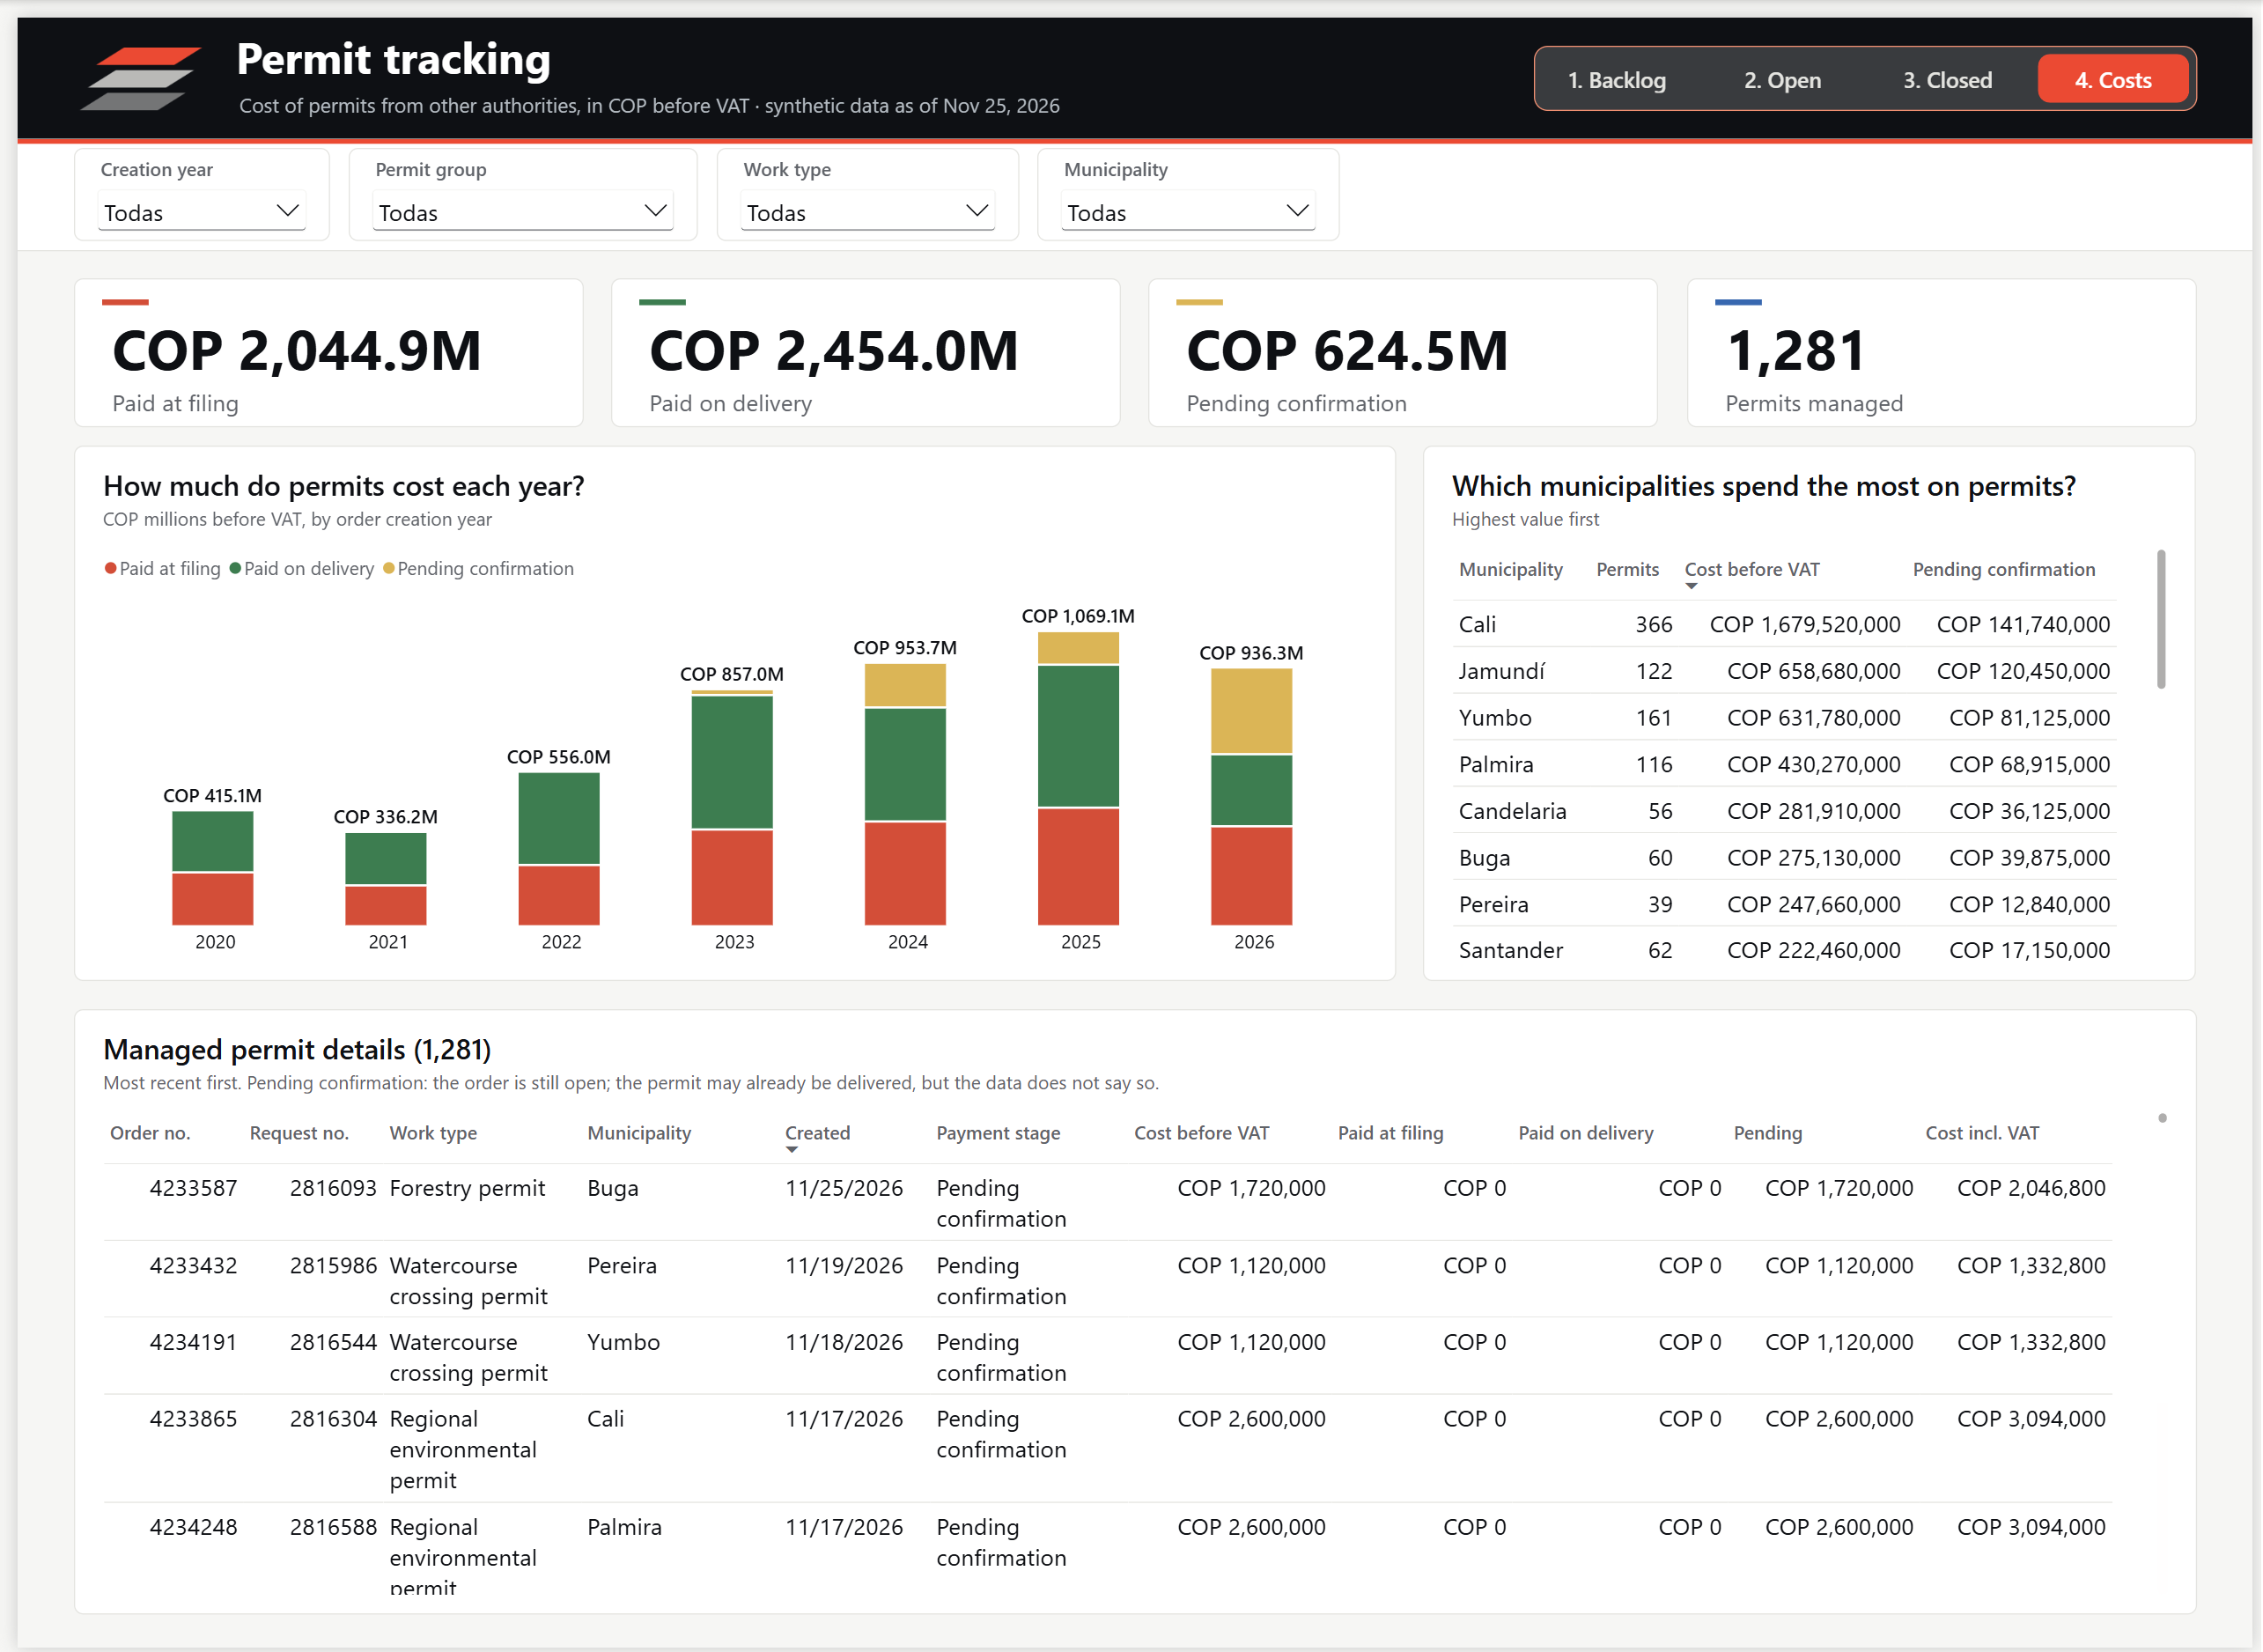 Permit tracking
Cost of permits from other authorities, in COP before VAT · synthetic data as of Nov 25, 2026
1. Backlog 2. Open 3. Closed 4. Costs
Creation year Permit group Work type Municipality
Todas Todas Todas Todas
COP 2,044.9M
Paid at filing
COP 2,454.0M
Paid on delivery
COP 624.5M
Pending confirmation
1,281
Permits managed
How much do permits cost each year?
COP millions before VAT, by order creation year
Paid at filing Paid on delivery Pending confirmation
COP 415.1M COP 336.2M COP 556.0M COP 857.0M COP 953.7M COP 1,069.1M COP 936.3M
2020 2021 2022 2023 2024 2025 2026
Which municipalities spend the most on permits?
Highest value first
Municipality Permits Cost before VAT Pending confirmation
Cali 366 COP 1,679,520,000 COP 141,740,000
Jamundí 122 COP 658,680,000 COP 120,450,000
Yumbo 161 COP 631,780,000 COP 81,125,000
Palmira 116 COP 430,270,000 COP 68,915,000
Candelaria 56 COP 281,910,000 COP 36,125,000
Buga 60 COP 275,130,000 COP 39,875,000
Pereira 39 COP 247,660,000 COP 12,840,000
Santander 62 COP 222,460,000 COP 17,150,000
Managed permit details (1,281)
Most recent first. Pending confirmation: the order is still open; the permit may already be delivered, but the data does not say so.
Order no. Request no. Work type Municipality Created Payment stage Cost before VAT Paid at filing Paid on delivery Pending Cost incl. VAT
4233587 2816093 Forestry permit Buga 11/25/2026 Pending COP 1,720,000 COP 0 COP 0 COP 1,720,000 COP 2,046,800
confirmation
4233432 2815986 Watercourse Pereira 11/19/2026 Pending COP 1,120,000 COP 0 COP 0 COP 1,120,000 COP 1,332,800
crossing permit confirmation
4234191 2816544 Watercourse Yumbo 11/18/2026 Pending COP 1,120,000 COP 0 COP 0 COP 1,120,000 COP 1,332,800
crossing permit confirmation
4233865 2816304 Regional Cali 11/17/2026 Pending COP 2,600,000 COP 0 COP 0 COP 2,600,000 COP 3,094,000
environmental confirmation
permit
4234248 2816588 Regional Palmira 11/17/2026 Pending COP 2,600,000 COP 0 COP 0 COP 2,600,000 COP 3,094,000
environmental confirmation
permit